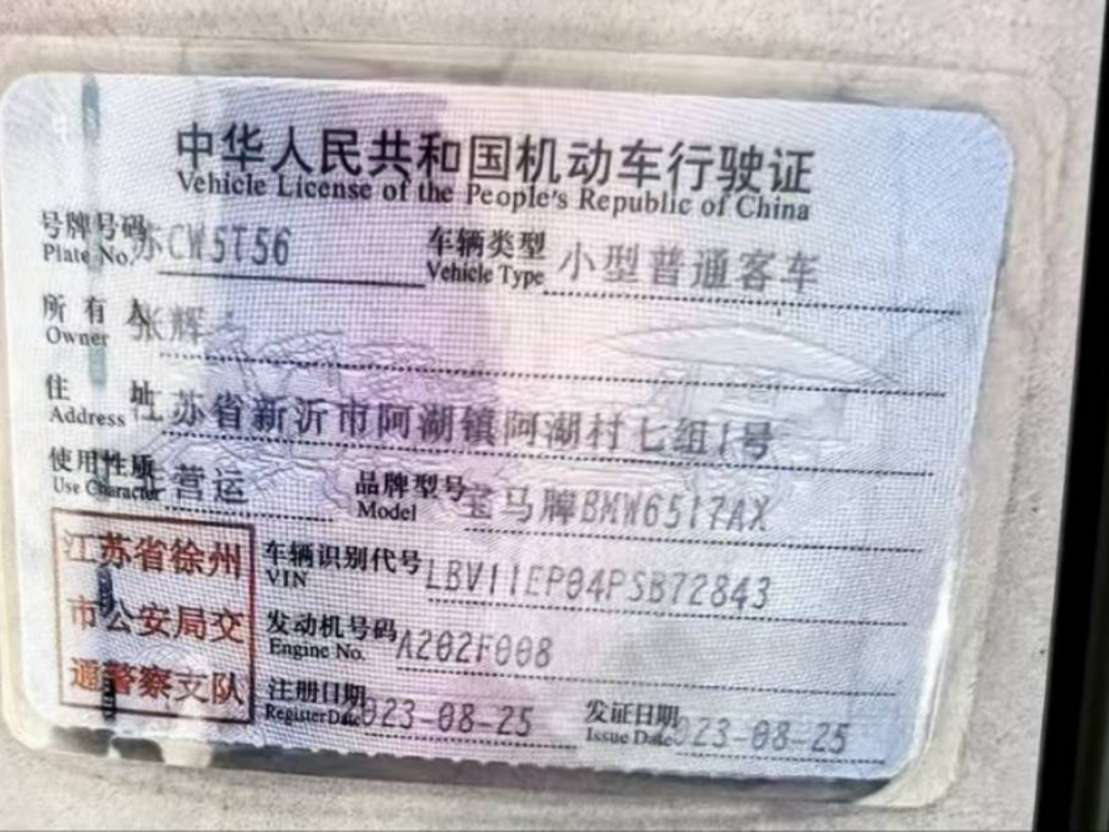 中华人民共和国机动车行驶证
Vehicle License of the People's Republic of China
号牌号码 苏CW5T56 车辆类型 小型普通客车
Plate No. Vehicle Type
所有人 张辉
Owner
住址 江苏省新沂市阿湖镇阿湖村七组1号
Address
使用性质 营运 品牌型号 宝马牌BMW6517AX
Use Character Model
江苏省徐州
市公安局交
通警察支队
车辆识别代号 LBV11EP04PSB72843
VIN
发动机号码 A202F008
Engine No.
注册日期 023-08-25 发证日期 023-08-25
Register Date Issue Date